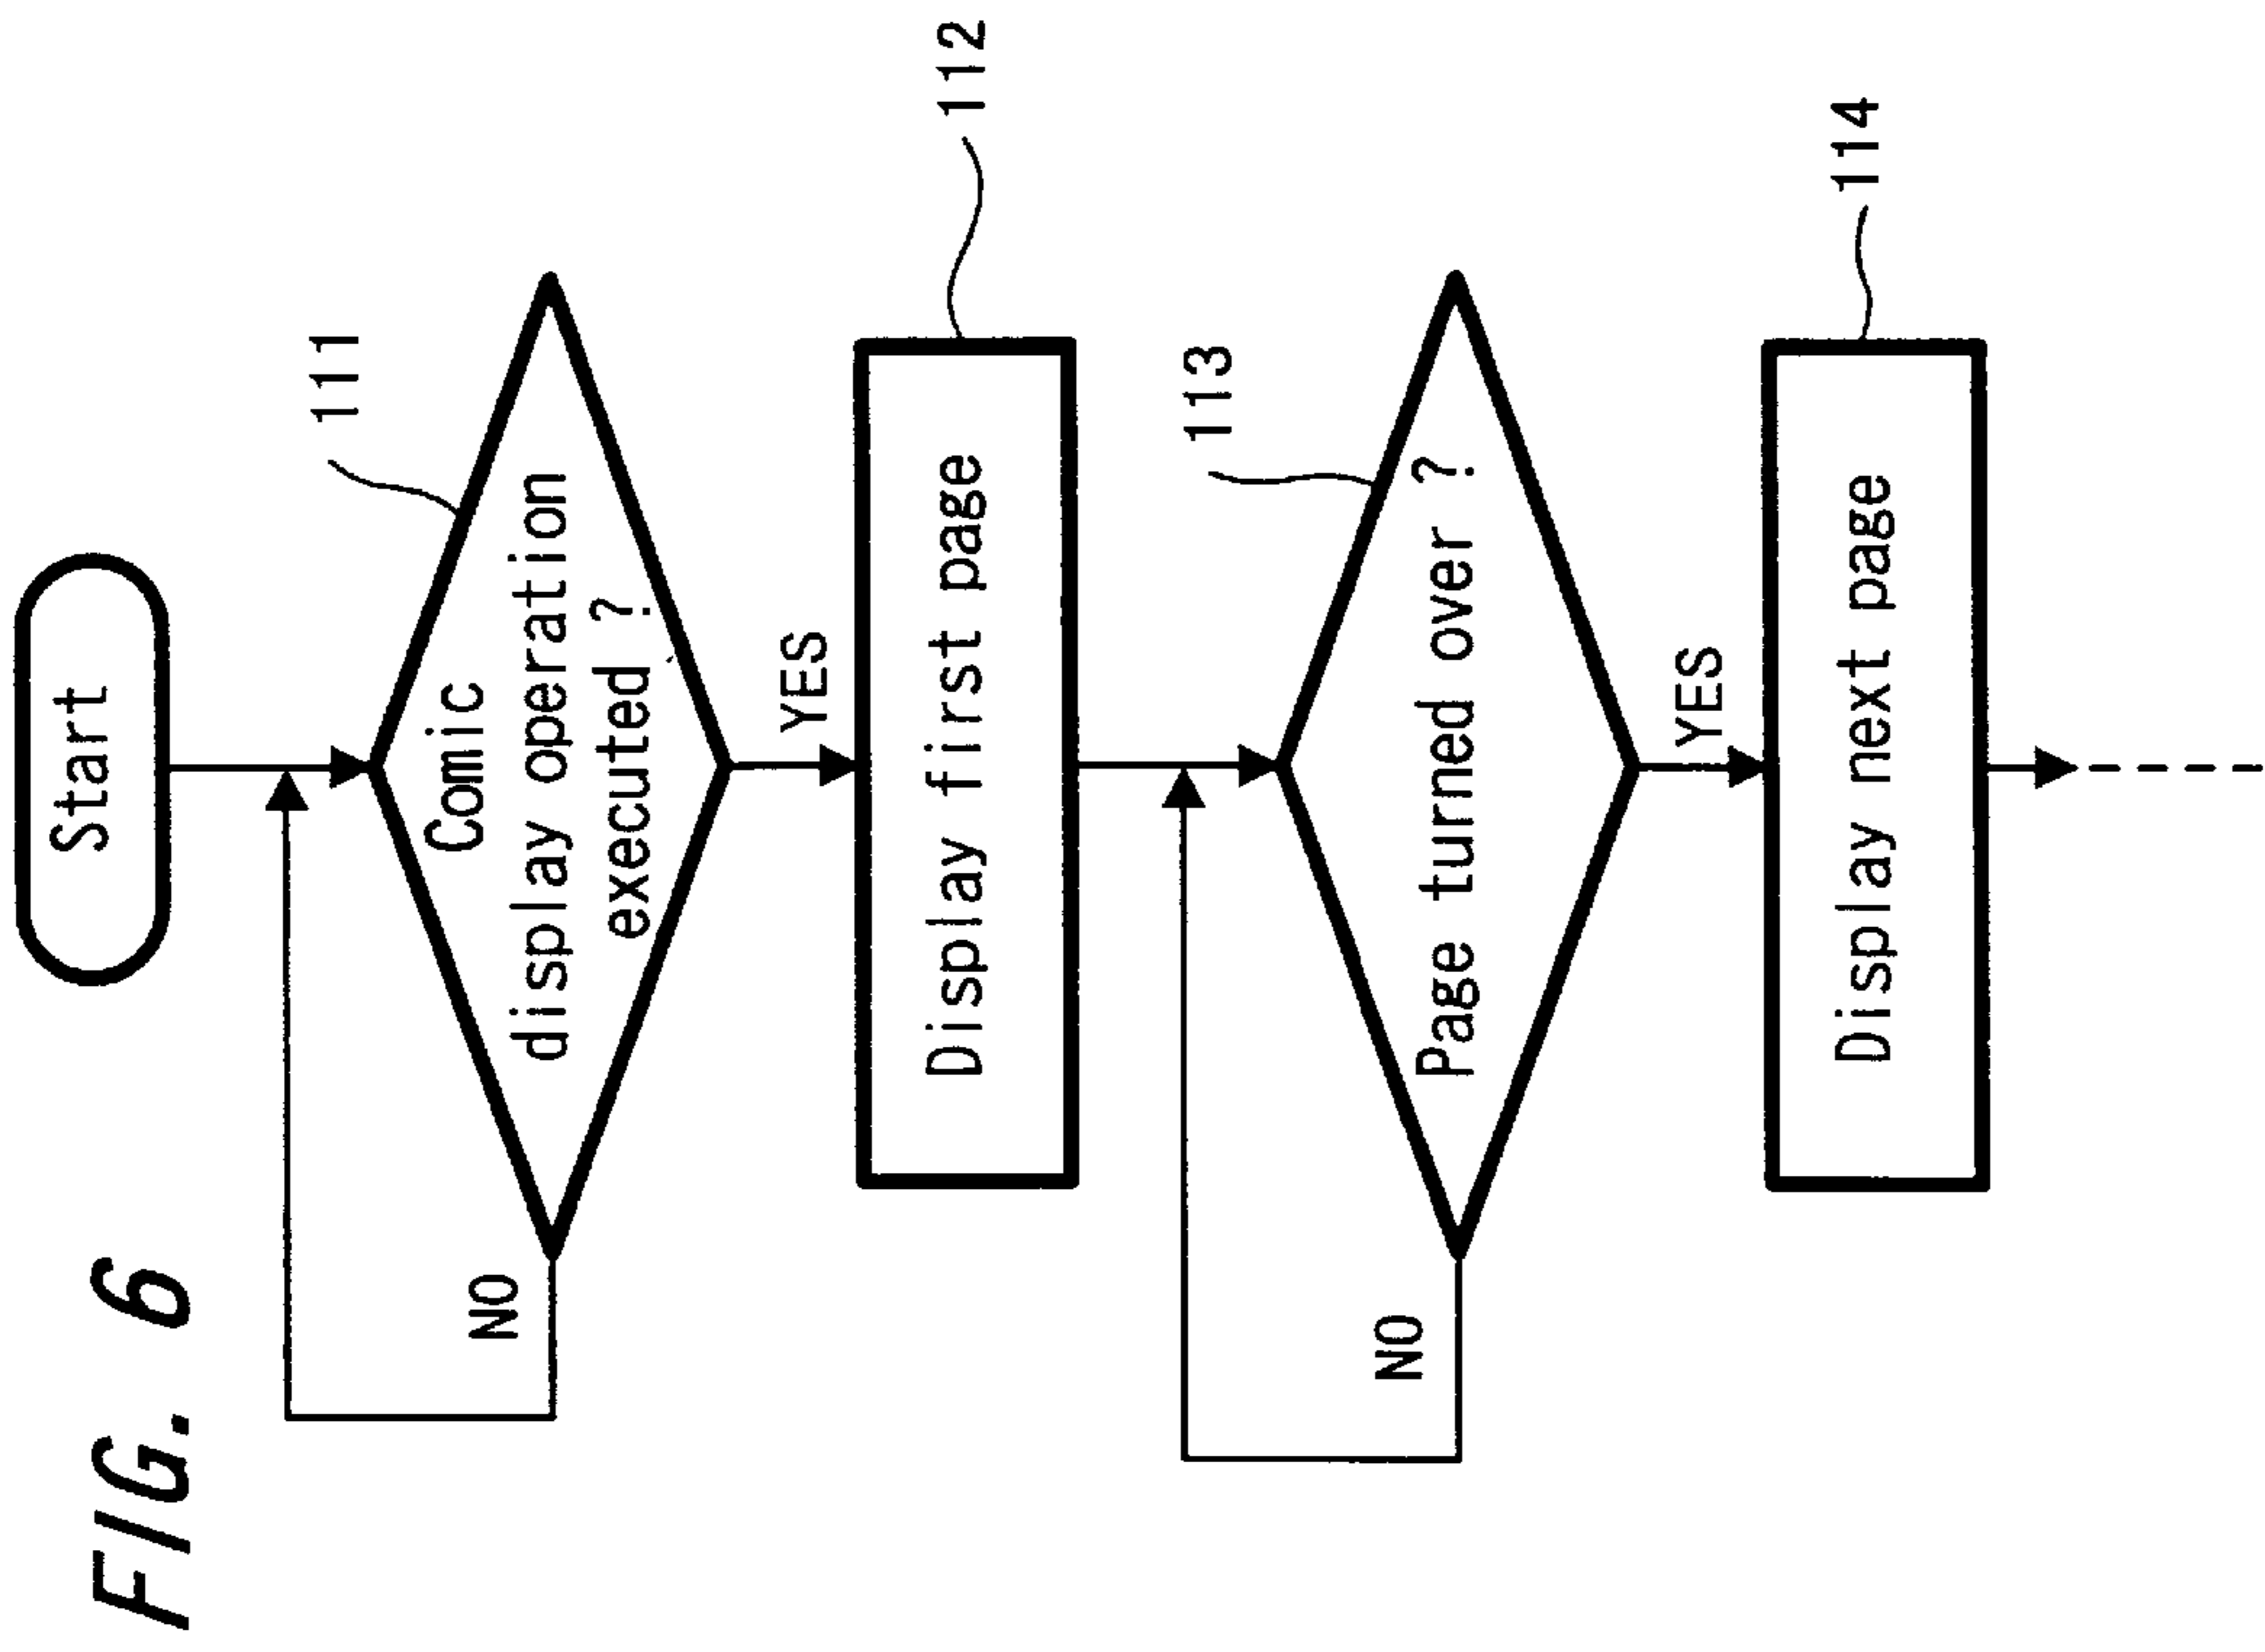 FIG. 6
Start
111
Comic
display operation
executed ?
NO
YES
112
Display first page
113
Page turned over ?
NO
YES
114
Display next page